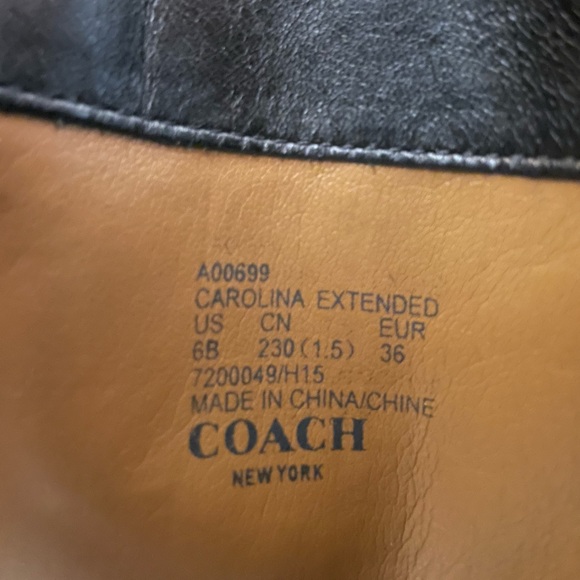 A00699
CAROLINA EXTENDED
US CN EUR
6B 230(1.5) 36
7200049/H15
MADE IN CHINA/CHINE
COACH
NEW YORK